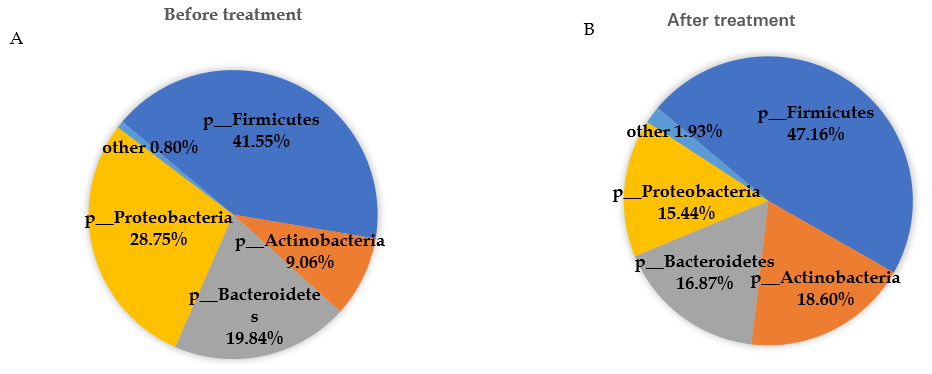 Before treatment
A
p__Firmicutes
41.55%
other 0.80%
p__Proteobacteria
28.75%
p__Actinobacteria
9.06%
p__Bacteroidete
s
19.84%
After treatment
B
p__Firmicutes
47.16%
other 1.93%
p__Proteobacteria
15.44%
p__Bacteroidetes
16.87%
p__Actinobacteria
18.60%